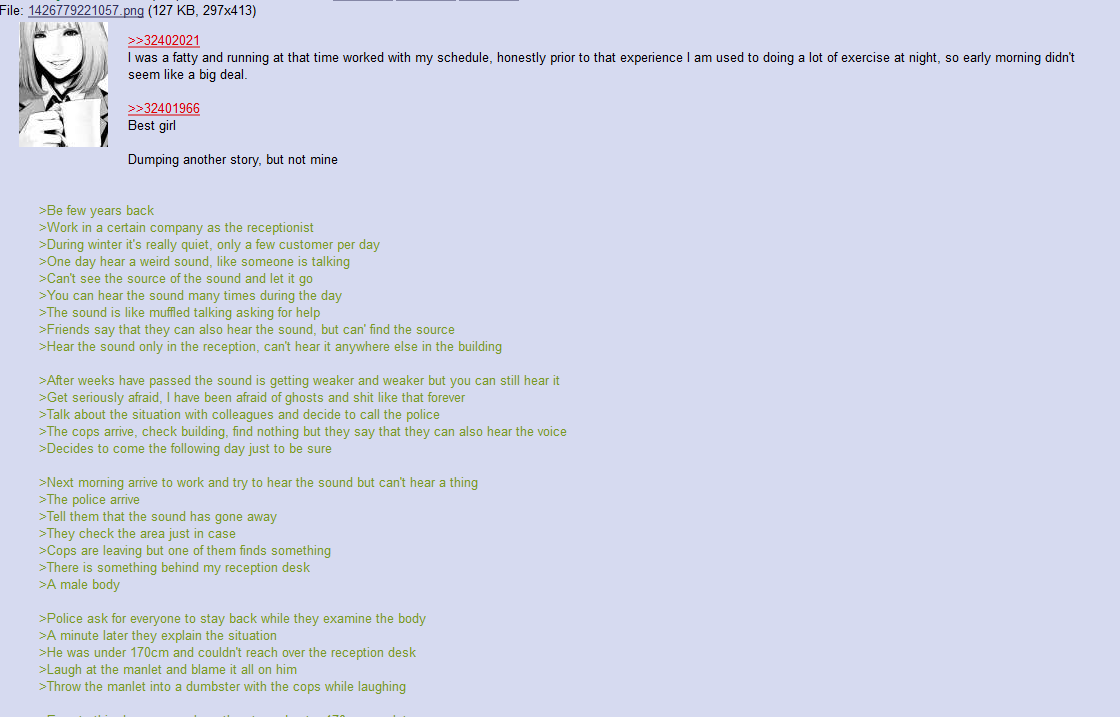 File: 1426779221057.png (127 KB, 297x413)
>>32402021
I was a fatty and running at that time worked with my schedule, honestly prior to that experience I am used to doing a lot of exercise at night, so early morning didn't
seem like a big deal.
>>32401966
Best girl
Dumping another story, but not mine
>Be few years back
>Work in a certain company as the receptionist
>During winter it's really quiet, only a few customer per day
>One day hear a weird sound, like someone is talking
>Can't see the source of the sound and let it go
>You can hear the sound many times during the day
>The sound is like muffled talking asking for help
>Friends say that they can also hear the sound, but can' find the source
>Hear the sound only in the reception, can't hear it anywhere else in the building
>After weeks have passed the sound is getting weaker and weaker but you can still hear it
>Get seriously afraid, I have been afraid of ghosts and shit like that forever
>Talk about the situation with colleagues and decide to call the police
>The cops arrive, check building, find nothing but they say that they can also hear the voice
>Decides to come the following day just to be sure
>Next morning arrive to work and try to hear the sound but can't hear a thing
>The police arrive
>Tell them that the sound has gone away
>They check the area just in case
>Cops are leaving but one of them finds something
>There is something behind my reception desk
>A male body
>Police ask for everyone to stay back while they examine the body
>A minute later they explain the situation
>He was under 170cm and couldn't reach over the reception desk
>Laugh at the manlet and blame it all on him
>Throw the manlet into a dumbster with the cops while laughing